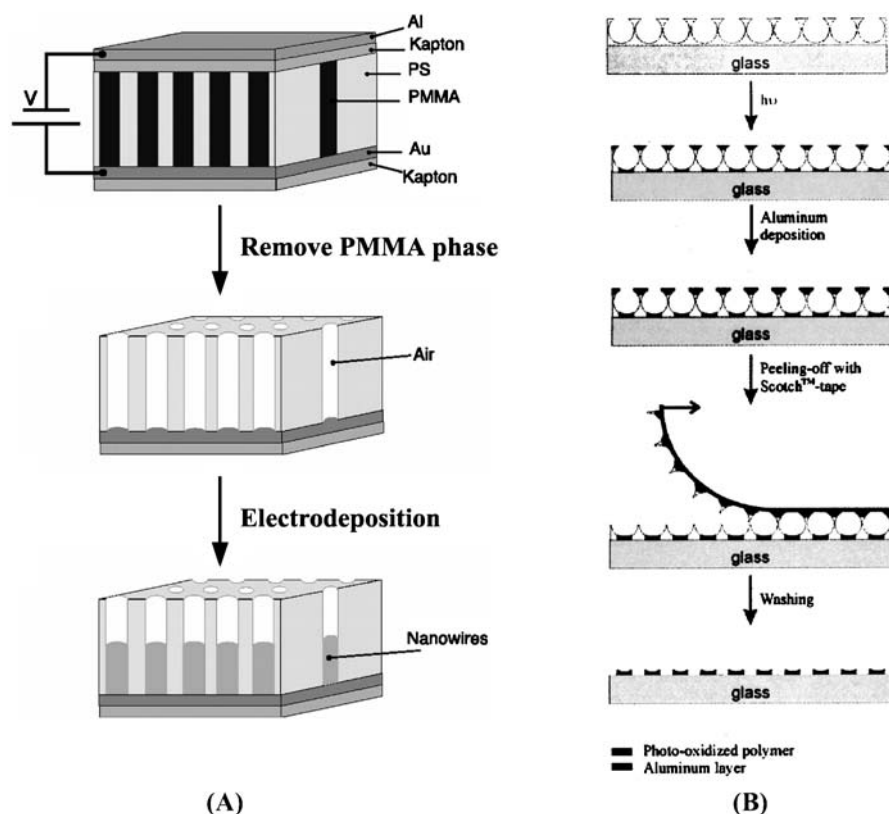 Al
Kapton
PS
PMMA
Au
Kapton
V
Remove PMMA phase
Air
Electrodeposition
Nanowires
(A)
glass
hυ
glass
Aluminum
deposition
glass
Peeling-off with
Scotch™-tape
glass
Washing
glass
Photo-oxidized polymer
Aluminum layer
(B)